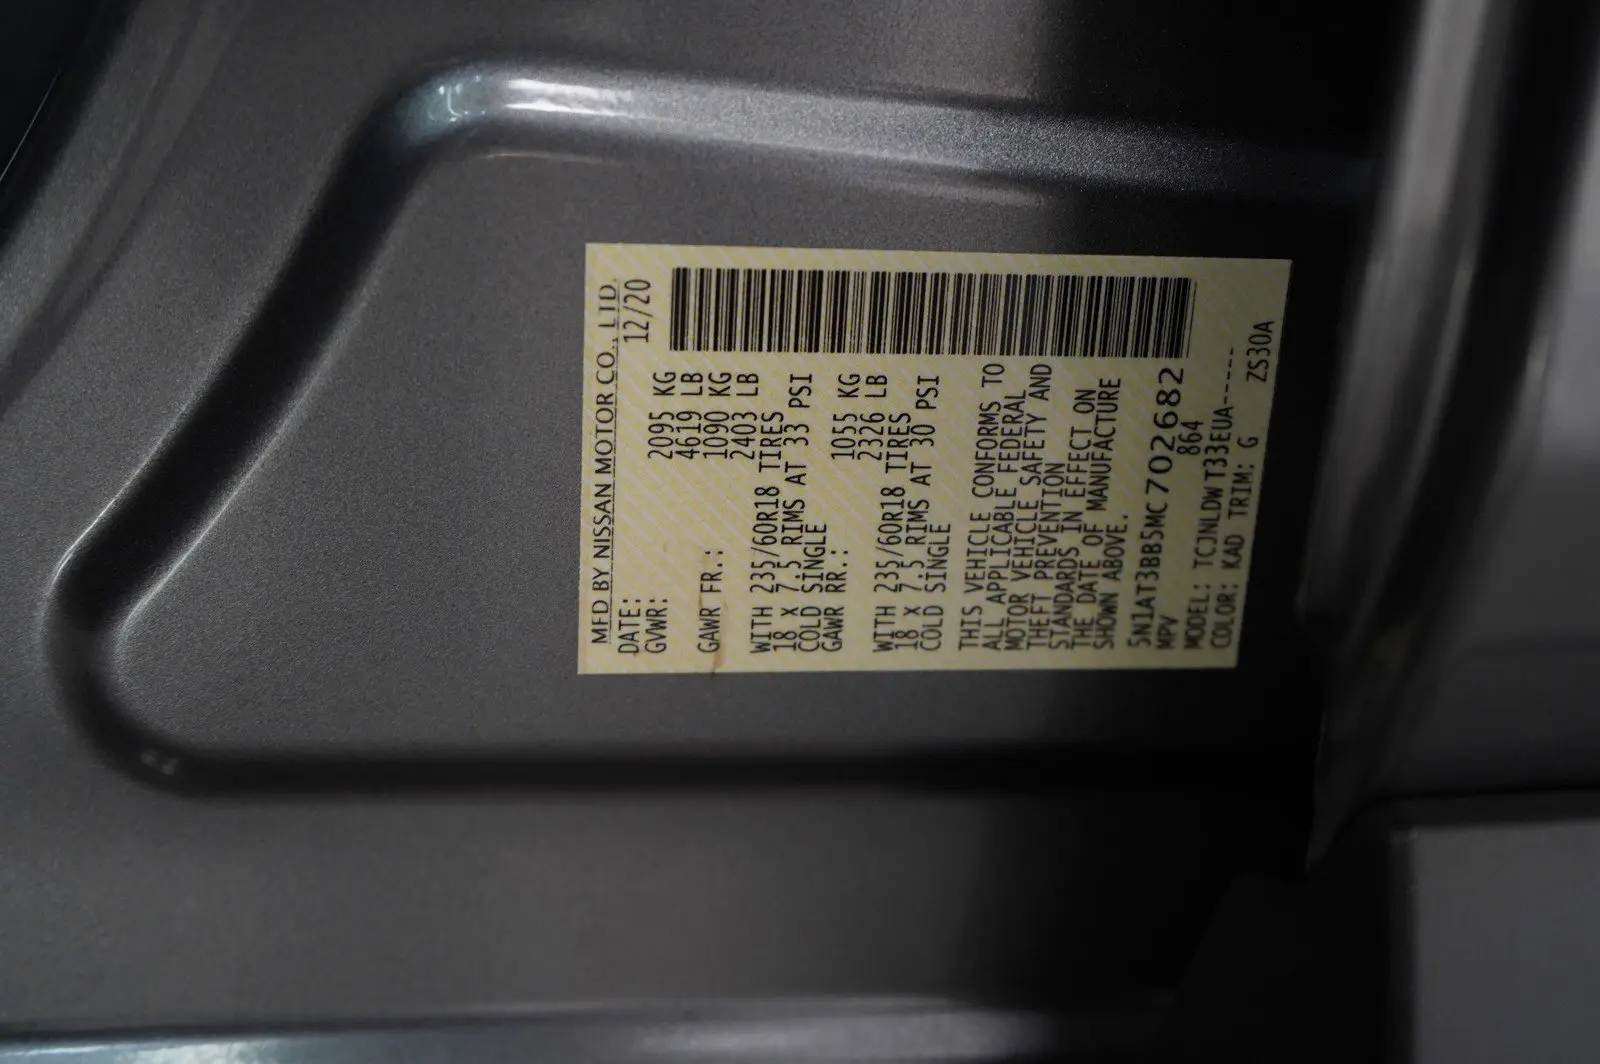 MFD BY NISSAN MOTOR CO., LTD.
DATE: 12/20
GVWR: 2095 KG
4619 LB
GAWR FR.: 1090 KG
2403 LB
WITH 235/60R18 TIRES
18 X 7.5 RIMS AT 33 PSI
COLD SINGLE
GAWR RR.: 1055 KG
2326 LB
WITH 235/60R18 TIRES
18 X 7.5 RIMS AT 30 PSI
COLD SINGLE
THIS VEHICLE CONFORMS TO
ALL APPLICABLE FEDERAL
MOTOR VEHICLE SAFETY AND
THEFT PREVENTION
STANDARDS IN EFFECT ON
THE DATE OF MANUFACTURE
SHOWN ABOVE.
5N1AT3BB5MC702682
MPV 864
MODEL: TCJNLDW T33EUA-----
COLOR: KAD TRIM: G ZS30A